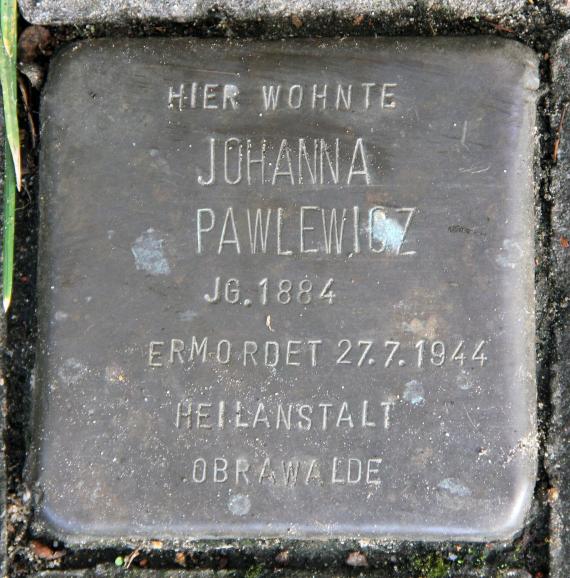 HIER WOHNTE
JOHANNA
PAWLEWICZ
JG. 1884
ERMORDET 27.7.1944
HEILANSTALT
OBRAWALDE